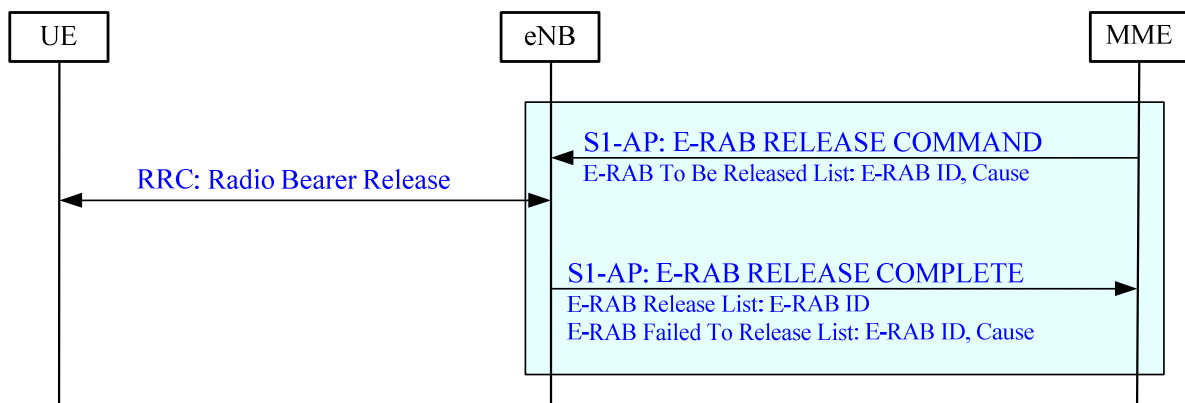 UE
eNB
MME
S1-AP: E-RAB RELEASE COMMAND
E-RAB To Be Released List: E-RAB ID, Cause
RRC: Radio Bearer Release
S1-AP: E-RAB RELEASE COMPLETE
E-RAB Release List: E-RAB ID
E-RAB Failed To Release List: E-RAB ID, Cause